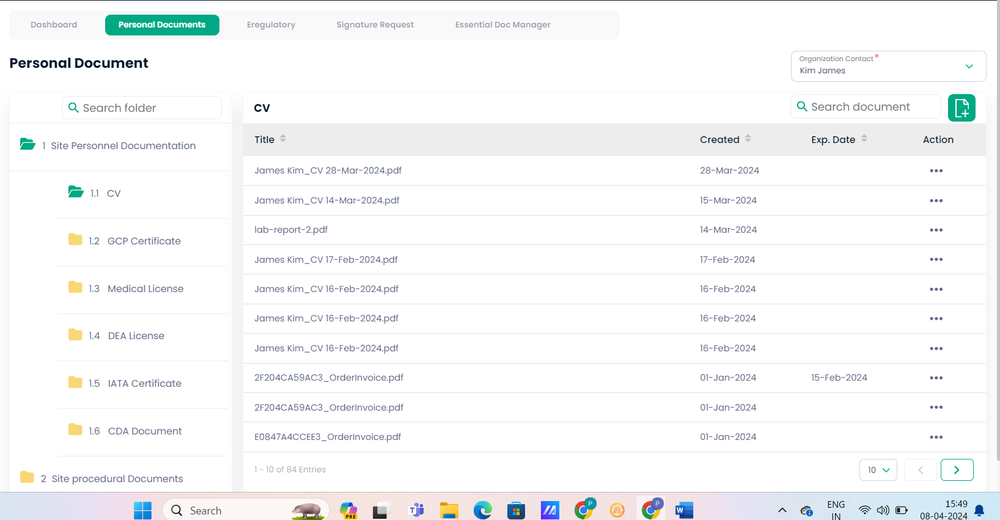 Dashboard Personal Documents Eregulatory Signature Request Essential Doc Manager
Personal Document
Organization Contact*
Kim James
Search folder
1 Site Personnel Documentation
1.1 CV
1.2 GCP Certificate
1.3 Medical License
1.4 DEA License
1.5 IATA Certificate
1.6 CDA Document
2 Site procedural Documents
CV
Search document
Title Created Exp. Date Action
James Kim_CV 28-Mar-2024.pdf 28-Mar-2024
James Kim_CV 14-Mar-2024.pdf 15-Mar-2024
lab-report-2.pdf 14-Mar-2024
James Kim_CV 17-Feb-2024.pdf 17-Feb-2024
James Kim_CV 16-Feb-2024.pdf 16-Feb-2024
James Kim_CV 16-Feb-2024.pdf 16-Feb-2024
James Kim_CV 16-Feb-2024.pdf 16-Feb-2024
2F204CA59AC3_OrderInvoice.pdf 01-Jan-2024 15-Feb-2024
2F204CA59AC3_OrderInvoice.pdf 01-Jan-2024
E0847A4CCEE3_OrderInvoice.pdf 01-Jan-2024
1 - 10 of 84 Entries
10
Search
PRE
P
P
W
ENG
IN
15:49
08-04-2024